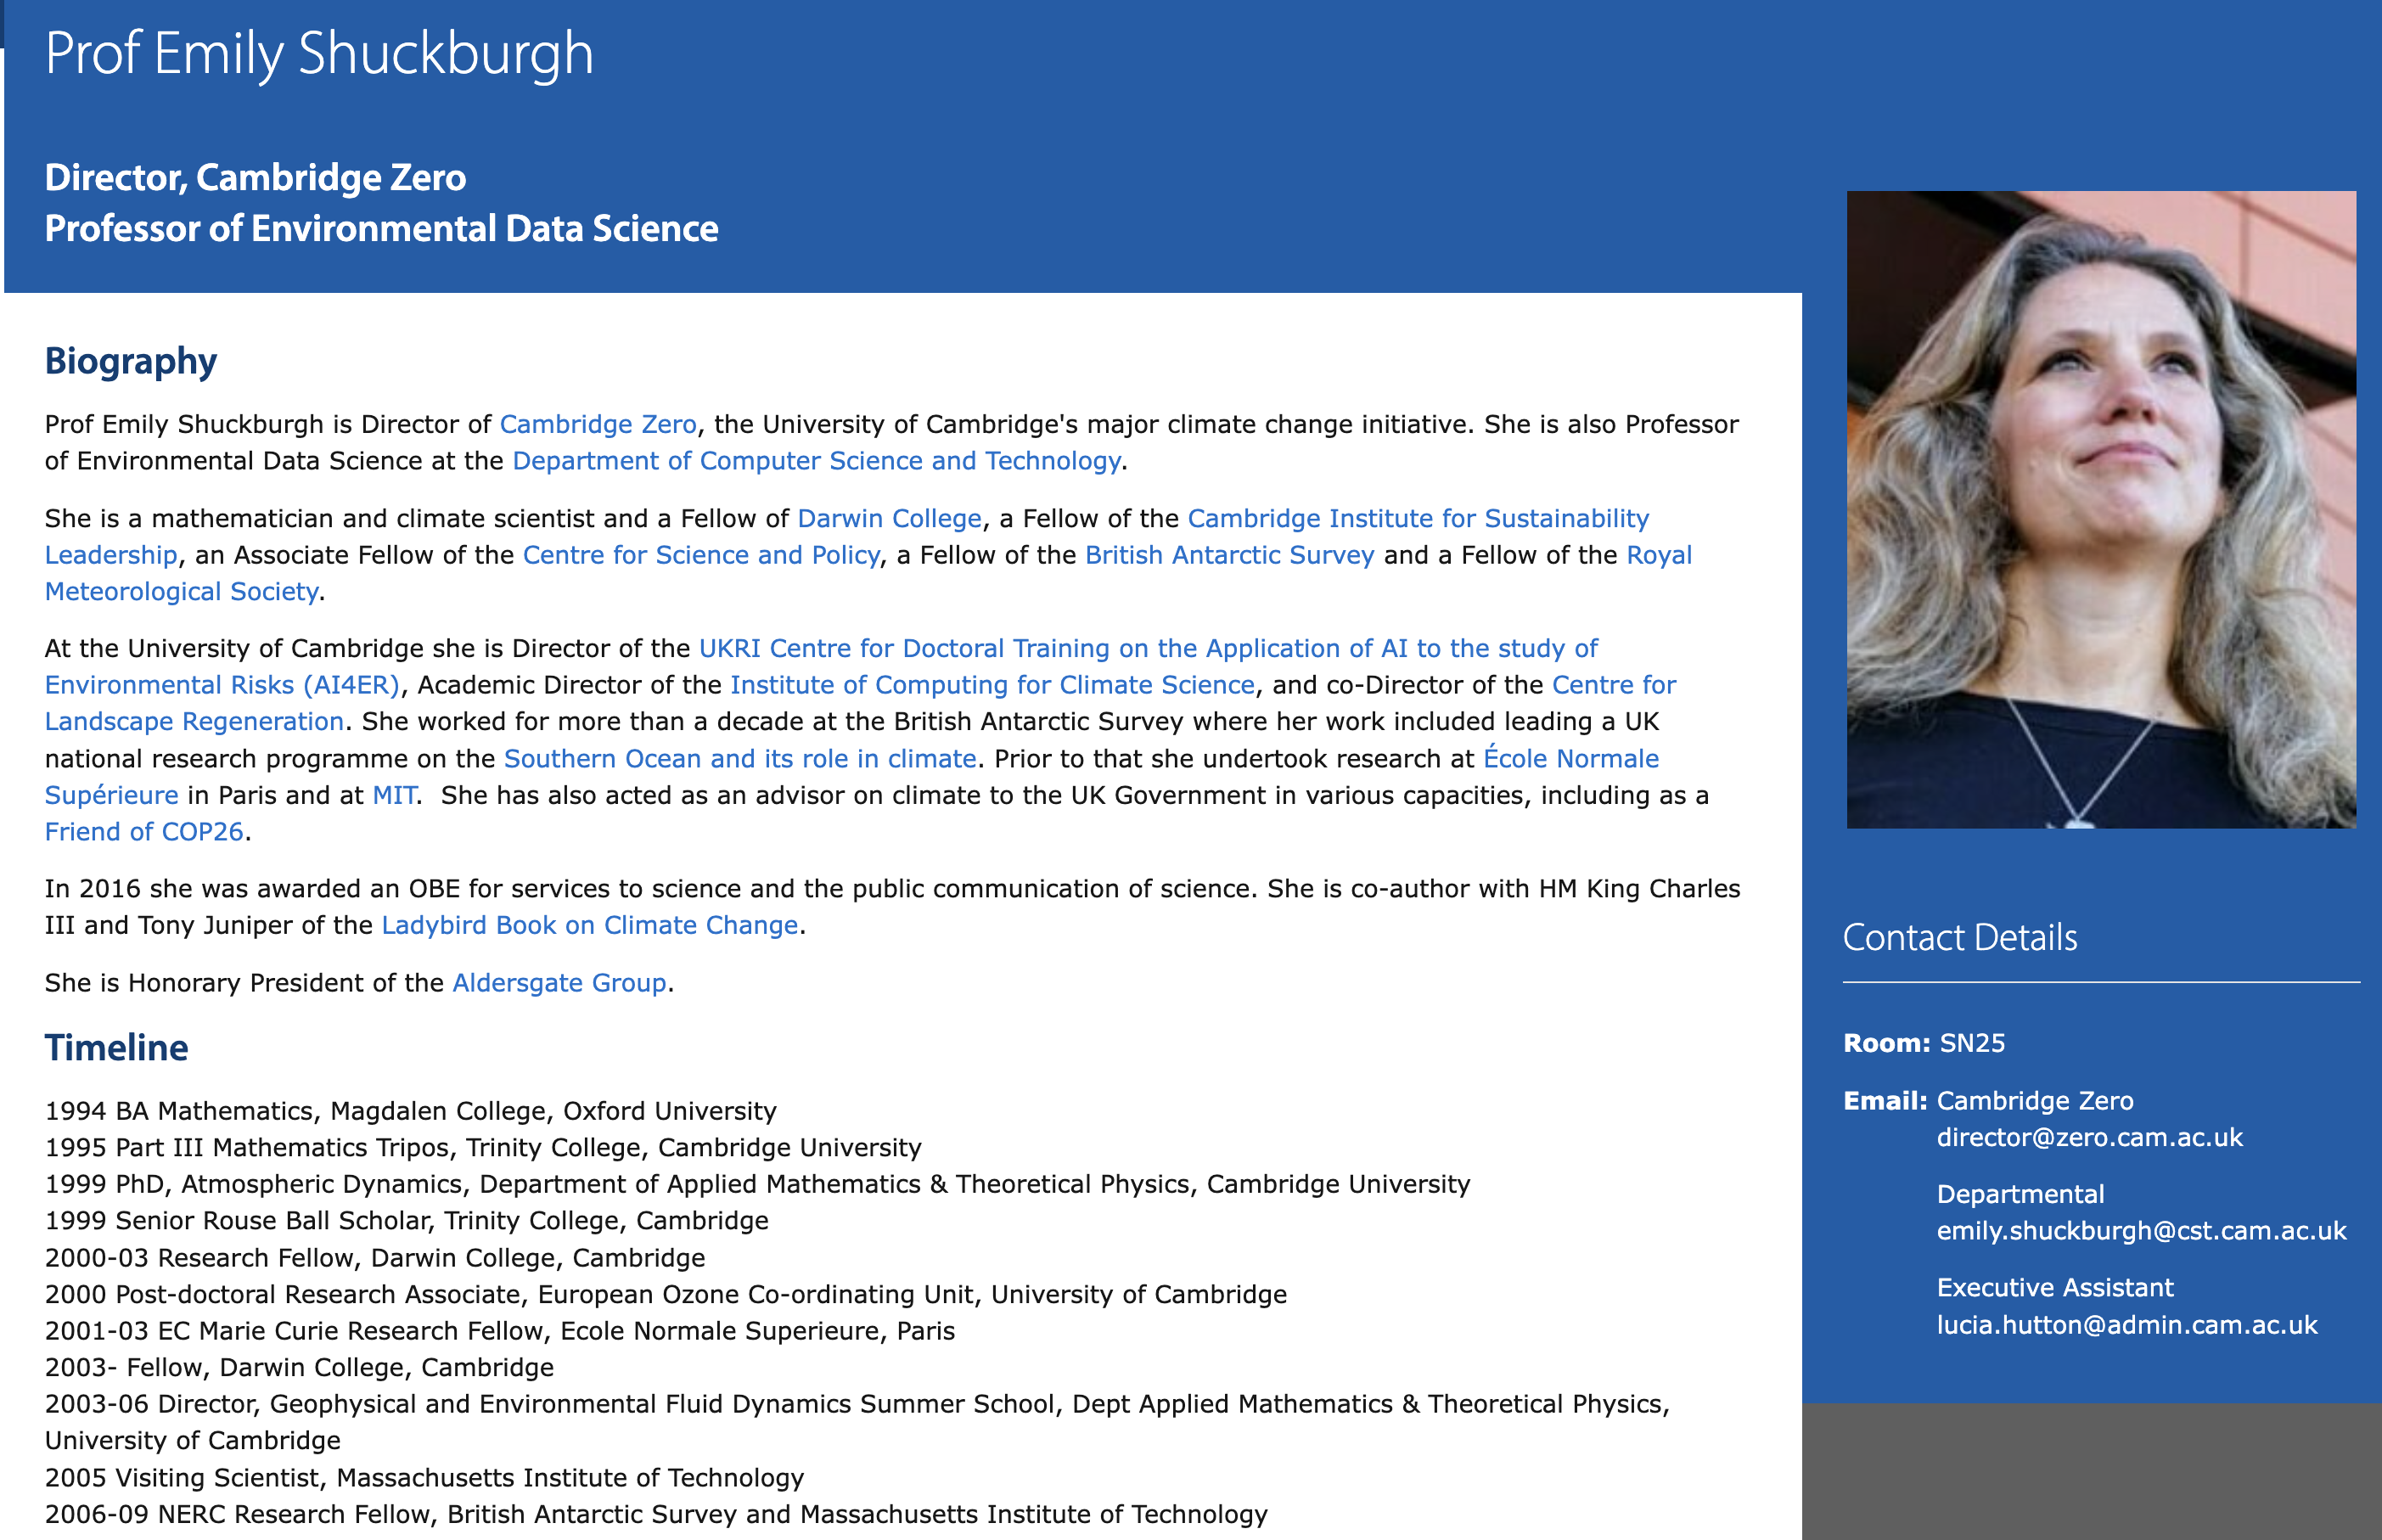 Prof Emily Shuckburgh
Director, Cambridge Zero
Professor of Environmental Data Science
Biography
Prof Emily Shuckburgh is Director of Cambridge Zero, the University of Cambridge's major climate change initiative. She is also Professor
of Environmental Data Science at the Department of Computer Science and Technology.
She is a mathematician and climate scientist and a Fellow of Darwin College, a Fellow of the Cambridge Institute for Sustainability
Leadership, an Associate Fellow of the Centre for Science and Policy, a Fellow of the British Antarctic Survey and a Fellow of the Royal
Meteorological Society.
At the University of Cambridge she is Director of the UKRI Centre for Doctoral Training on the Application of AI to the study of
Environmental Risks (AI4ER), Academic Director of the Institute of Computing for Climate Science, and co-Director of the Centre for
Landscape Regeneration. She worked for more than a decade at the British Antarctic Survey where her work included leading a UK
national research programme on the Southern Ocean and its role in climate. Prior to that she undertook research at École Normale
Supérieure in Paris and at MIT.  She has also acted as an advisor on climate to the UK Government in various capacities, including as a
Friend of COP26.
In 2016 she was awarded an OBE for services to science and the public communication of science. She is co-author with HM King Charles
III and Tony Juniper of the Ladybird Book on Climate Change.
She is Honorary President of the Aldersgate Group.
Timeline
1994 BA Mathematics, Magdalen College, Oxford University
1995 Part III Mathematics Tripos, Trinity College, Cambridge University
1999 PhD, Atmospheric Dynamics, Department of Applied Mathematics & Theoretical Physics, Cambridge University
1999 Senior Rouse Ball Scholar, Trinity College, Cambridge
2000-03 Research Fellow, Darwin College, Cambridge
2000 Post-doctoral Research Associate, European Ozone Co-ordinating Unit, University of Cambridge
2001-03 EC Marie Curie Research Fellow, Ecole Normale Superieure, Paris
2003- Fellow, Darwin College, Cambridge
2003-06 Director, Geophysical and Environmental Fluid Dynamics Summer School, Dept Applied Mathematics & Theoretical Physics,
University of Cambridge
2005 Visiting Scientist, Massachusetts Institute of Technology
2006-09 NERC Research Fellow, British Antarctic Survey and Massachusetts Institute of Technology
Contact Details
Room: SN25
Email: Cambridge Zero
director@zero.cam.ac.uk
Departmental
emily.shuckburgh@cst.cam.ac.uk
Executive Assistant
lucia.hutton@admin.cam.ac.uk